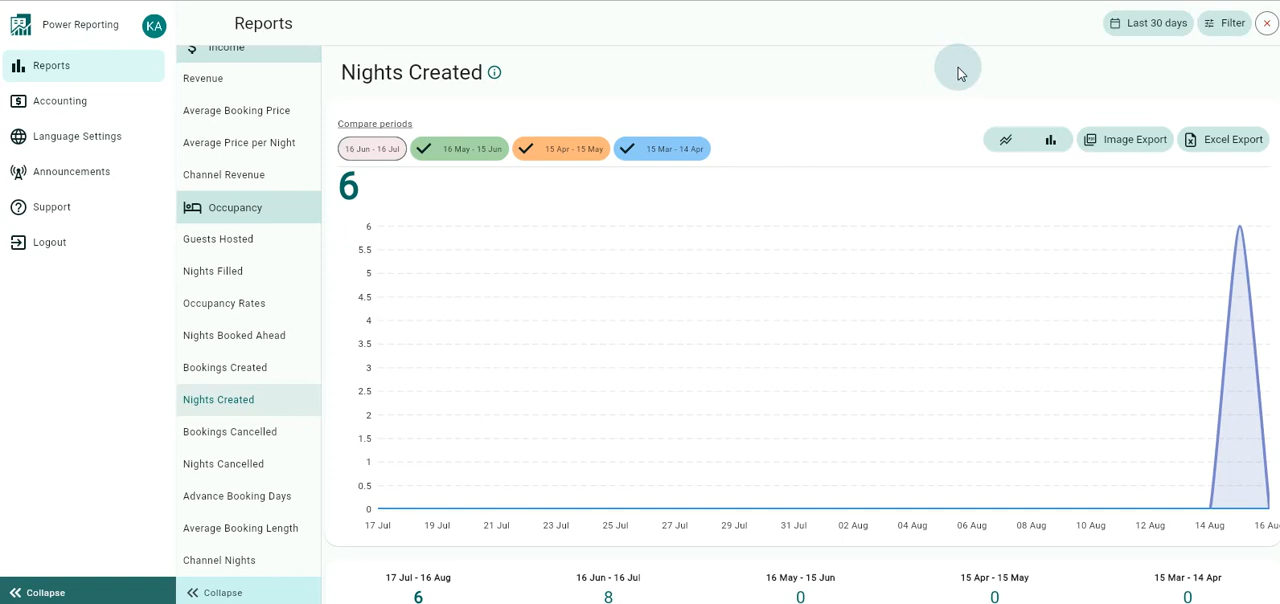 Power Reporting
KA
Reports
Accounting
Language Settings
Announcements
Support
Logout
Collapse
Reports
Last 30 days
Filter
Income
Revenue
Average Booking Price
Average Price per Night
Channel Revenue
Occupancy
Guests Hosted
Nights Filled
Occupancy Rates
Nights Booked Ahead
Bookings Created
Nights Created
Bookings Cancelled
Nights Cancelled
Advance Booking Days
Average Booking Length
Channel Nights
Collapse
Nights Created
Compare periods
16 Jun - 16 Jul
16 May - 15 Jun
15 Apr - 15 May
15 Mar - 14 Apr
Image Export
Excel Export
6
6
5.5
5
4.5
4
3.5
3
2.5
2
1.5
1
0.5
0
17 Jul 19 Jul 21 Jul 23 Jul 25 Jul 27 Jul 29 Jul 31 Jul 02 Aug 04 Aug 06 Aug 08 Aug 10 Aug 12 Aug 14 Aug 16 Au
17 Jul - 16 Aug 16 Jun - 16 Jul 16 May - 15 Jun 15 Apr - 15 May 15 Mar - 14 Apr
6 8 0 0 0